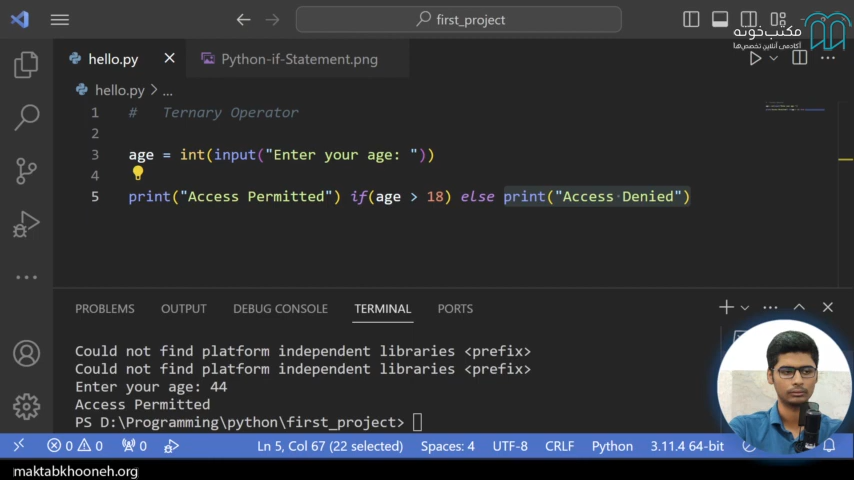 first_project
مکتب‌خونه
آکادمی آنلاین تخصص‌ها
hello.py
Python-if-Statement.png
hello.py > ...
1 # Ternary Operator
2
3 age = int(input("Enter your age: "))
4
5 print("Access Permitted") if(age > 18) else print("Access Denied")
PROBLEMS OUTPUT DEBUG CONSOLE TERMINAL PORTS
Could not find platform independent libraries <prefix>
Could not find platform independent libraries <prefix>
Enter your age: 44
Access Permitted
PS D:\Programming\python\first_project>
0 0 0 Ln 5, Col 67 (22 selected) Spaces: 4 UTF-8 CRLF Python 3.11.4 64-bit
maktabkhooneh.org